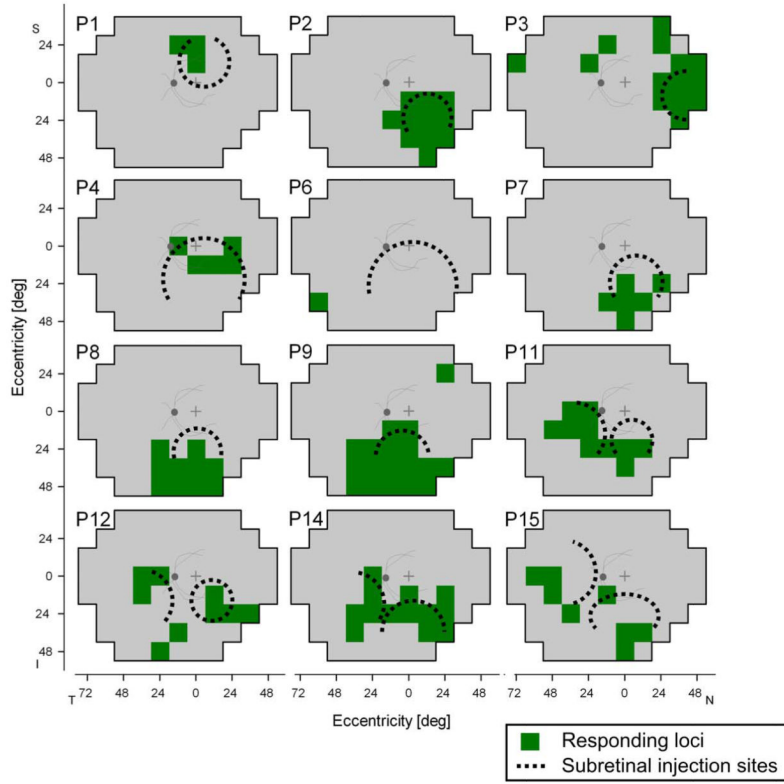 S
P1 P2 P3
24
0
24
48
P4 P6 P7
24
0
24
48
P8 P9 P11
24
0
24
48
P12 P14 P15
24
0
24
48
I
Eccentricity [deg]
T 72 48 24 0 24 48 72 48 24 0 24 48 72 48 24 0 24 48 N
Eccentricity [deg]
Responding loci
Subretinal injection sites